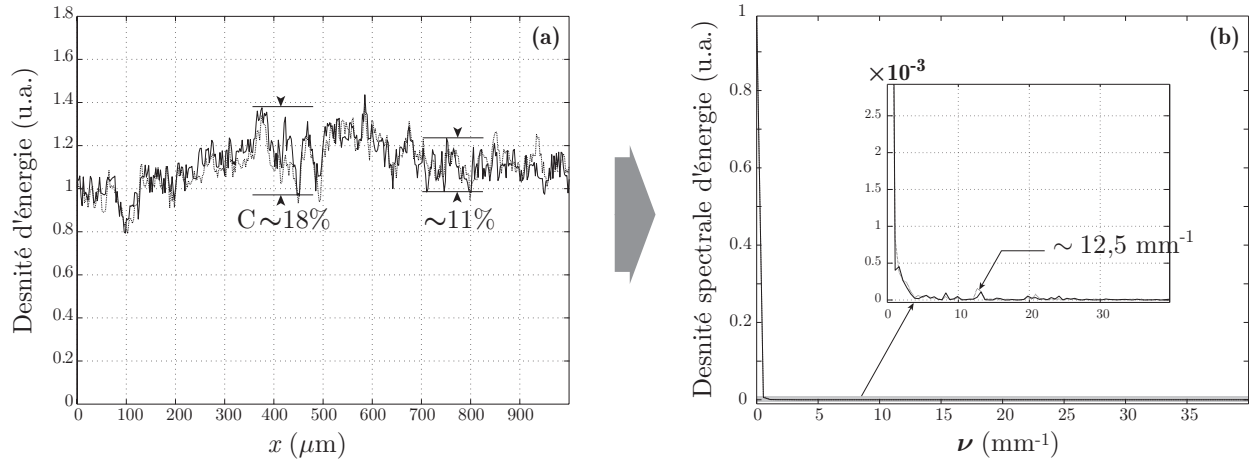 (a)
Desnité d'énergie (u.a.)
1.8
1.6
1.4
1.2
1
0.8
0.6
0.4
0.2
0
C ~18%
~11%
0 100 200 300 400 500 600 700 800 900
x (μm)
(b)
Desnité spectrale d'énergie (u.a.)
1
0.8
0.6
0.4
0.2
0
×10-3
2.5
2
1.5
1
0.5
0
~ 12,5 mm-1
0 10 20 30
0 5 10 15 20 25 30 35
ν (mm-1)